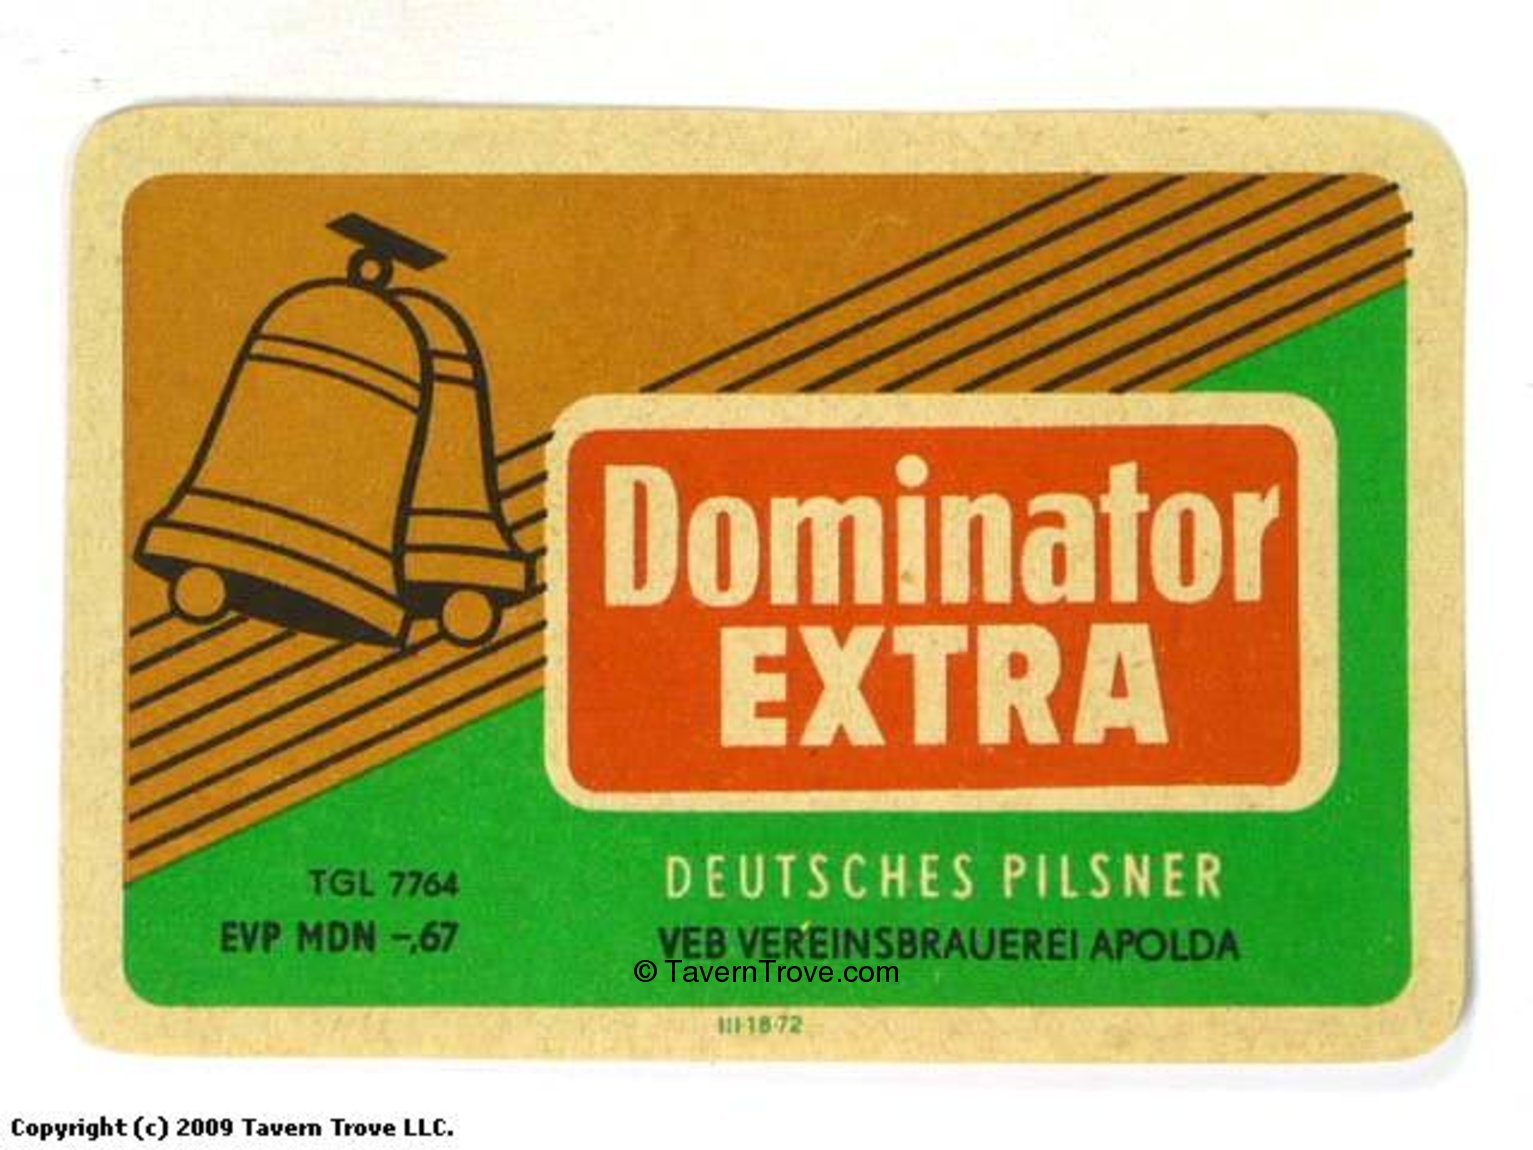 Dominator
EXTRA
DEUTSCHES PILSNER
TGL 7764
EVP MDN –,67
VEB VEREINSBRAUEREI APOLDA
© TavernTrove.com
III-18-72
Copyright (c) 2009 Tavern Trove LLC.